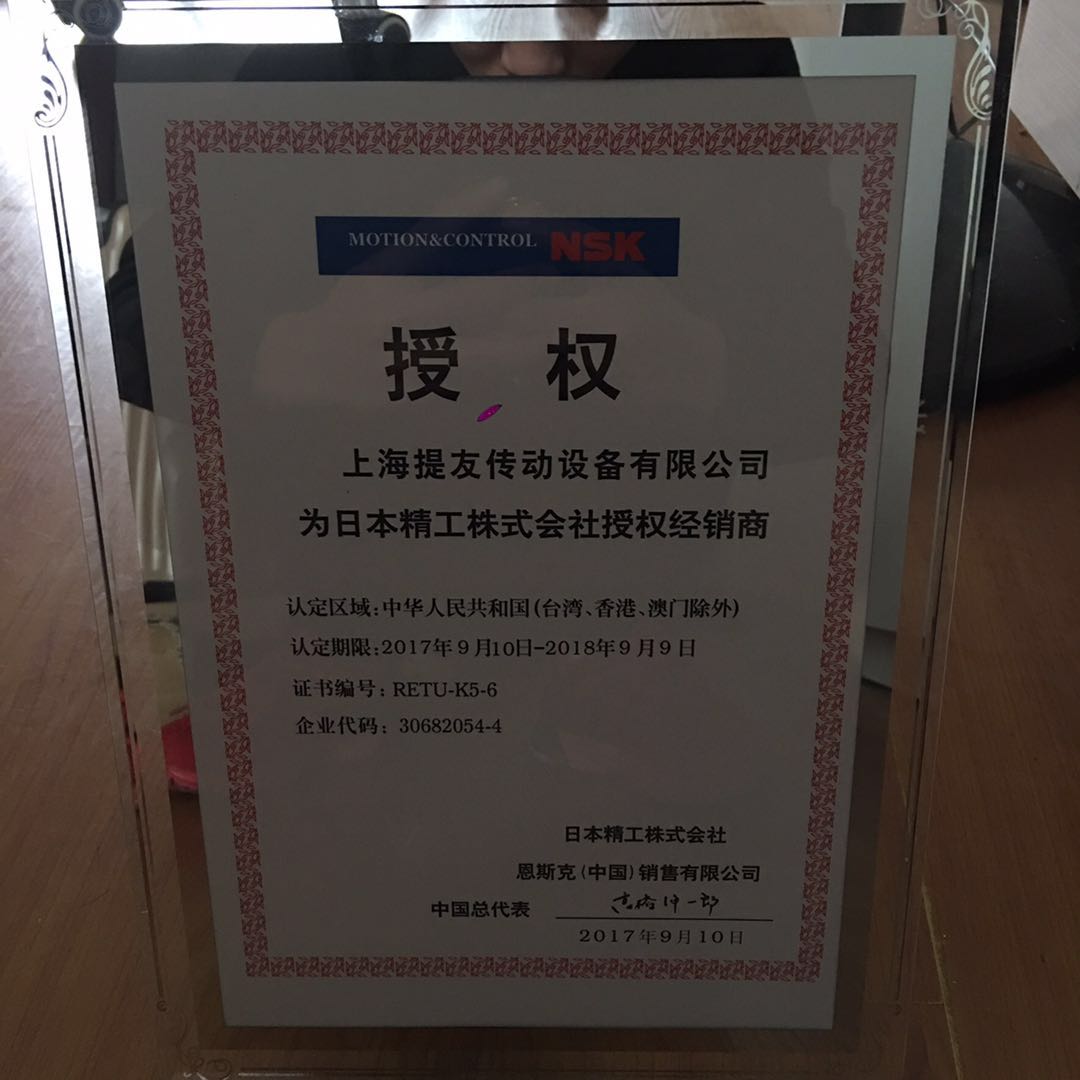 MOTION&CONTROL NSK
授 权
上海提友传动设备有限公司
为日本精工株式会社授权经销商
认定区域:中华人民共和国(台湾、香港、澳门除外)
认定期限:2017年9月10日-2018年9月9日
证书编号: RETU-K5-6
企业代码: 30682054-4
日本精工株式会社
恩斯克(中国)销售有限公司
中国总代表
2017年9月10日